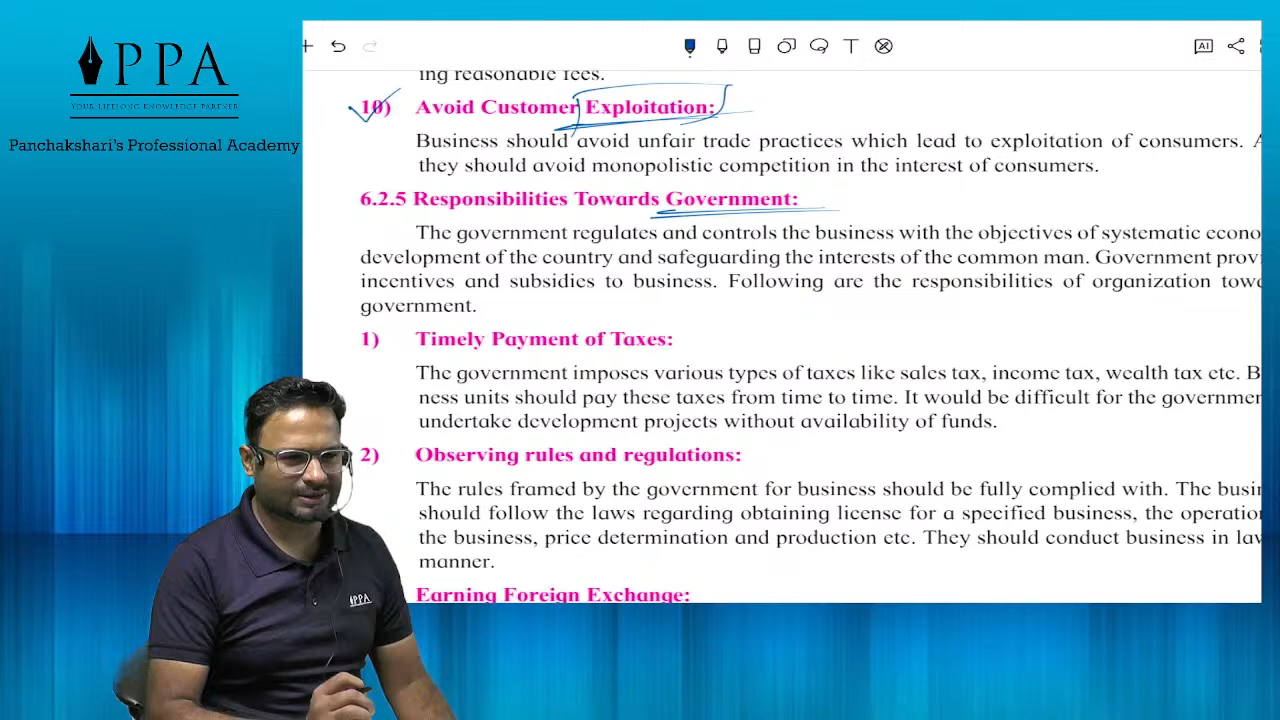 PPA
YOUR LIFELONG KNOWLEDGE PARTNER
Panchakshari's Professional Academy
AI
T
ing reasonable fees.
10) Avoid Customer Exploitation:
Business should avoid unfair trade practices which lead to exploitation of consumers.
they should avoid monopolistic competition in the interest of consumers.
6.2.5 Responsibilities Towards Government:
The government regulates and controls the business with the objectives of systematic econo
development of the country and safeguarding the interests of the common man. Government provi
incentives and subsidies to business. Following are the responsibilities of organization towa
government.
1) Timely Payment of Taxes:
The government imposes various types of taxes like sales tax, income tax, wealth tax etc. B
ness units should pay these taxes from time to time. It would be difficult for the governmen
undertake development projects without availability of funds.
2) Observing rules and regulations:
The rules framed by the government for business should be fully complied with. The busin
should follow the laws regarding obtaining license for a specified business, the operation
the business, price determination and production etc. They should conduct business in law
manner.
Earning Foreign Exchange:
PPA